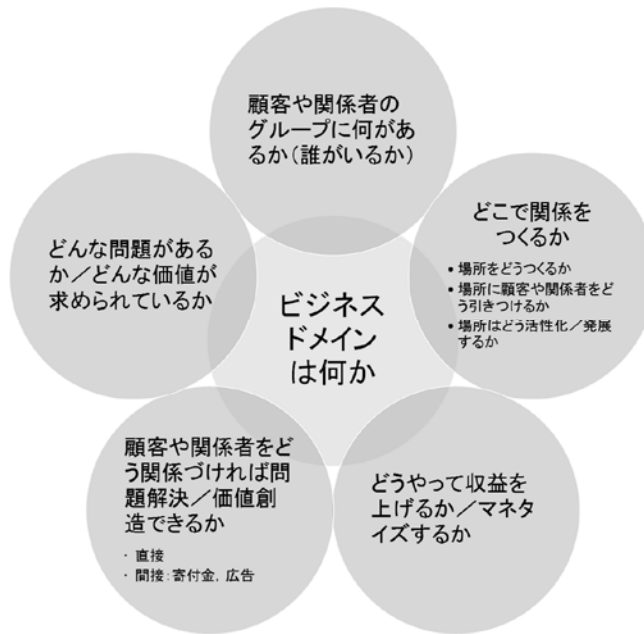 顧客や関係者の
グループに何があ
るか(誰がいるか)
どこで関係を
つくるか
• 場所をどうつくるか
• 場所に顧客や関係者をど
う引きつけるか
• 場所はどう活性化／発展
するか
どんな問題がある
か／どんな価値が
求められているか
ビジネス
ドメイン
は何か
顧客や関係者をど
う関係づければ問
題解決／価値創
造できるか
・ 直接
・ 間接：寄付金，広告
どうやって収益を
上げるか／マネタ
イズするか